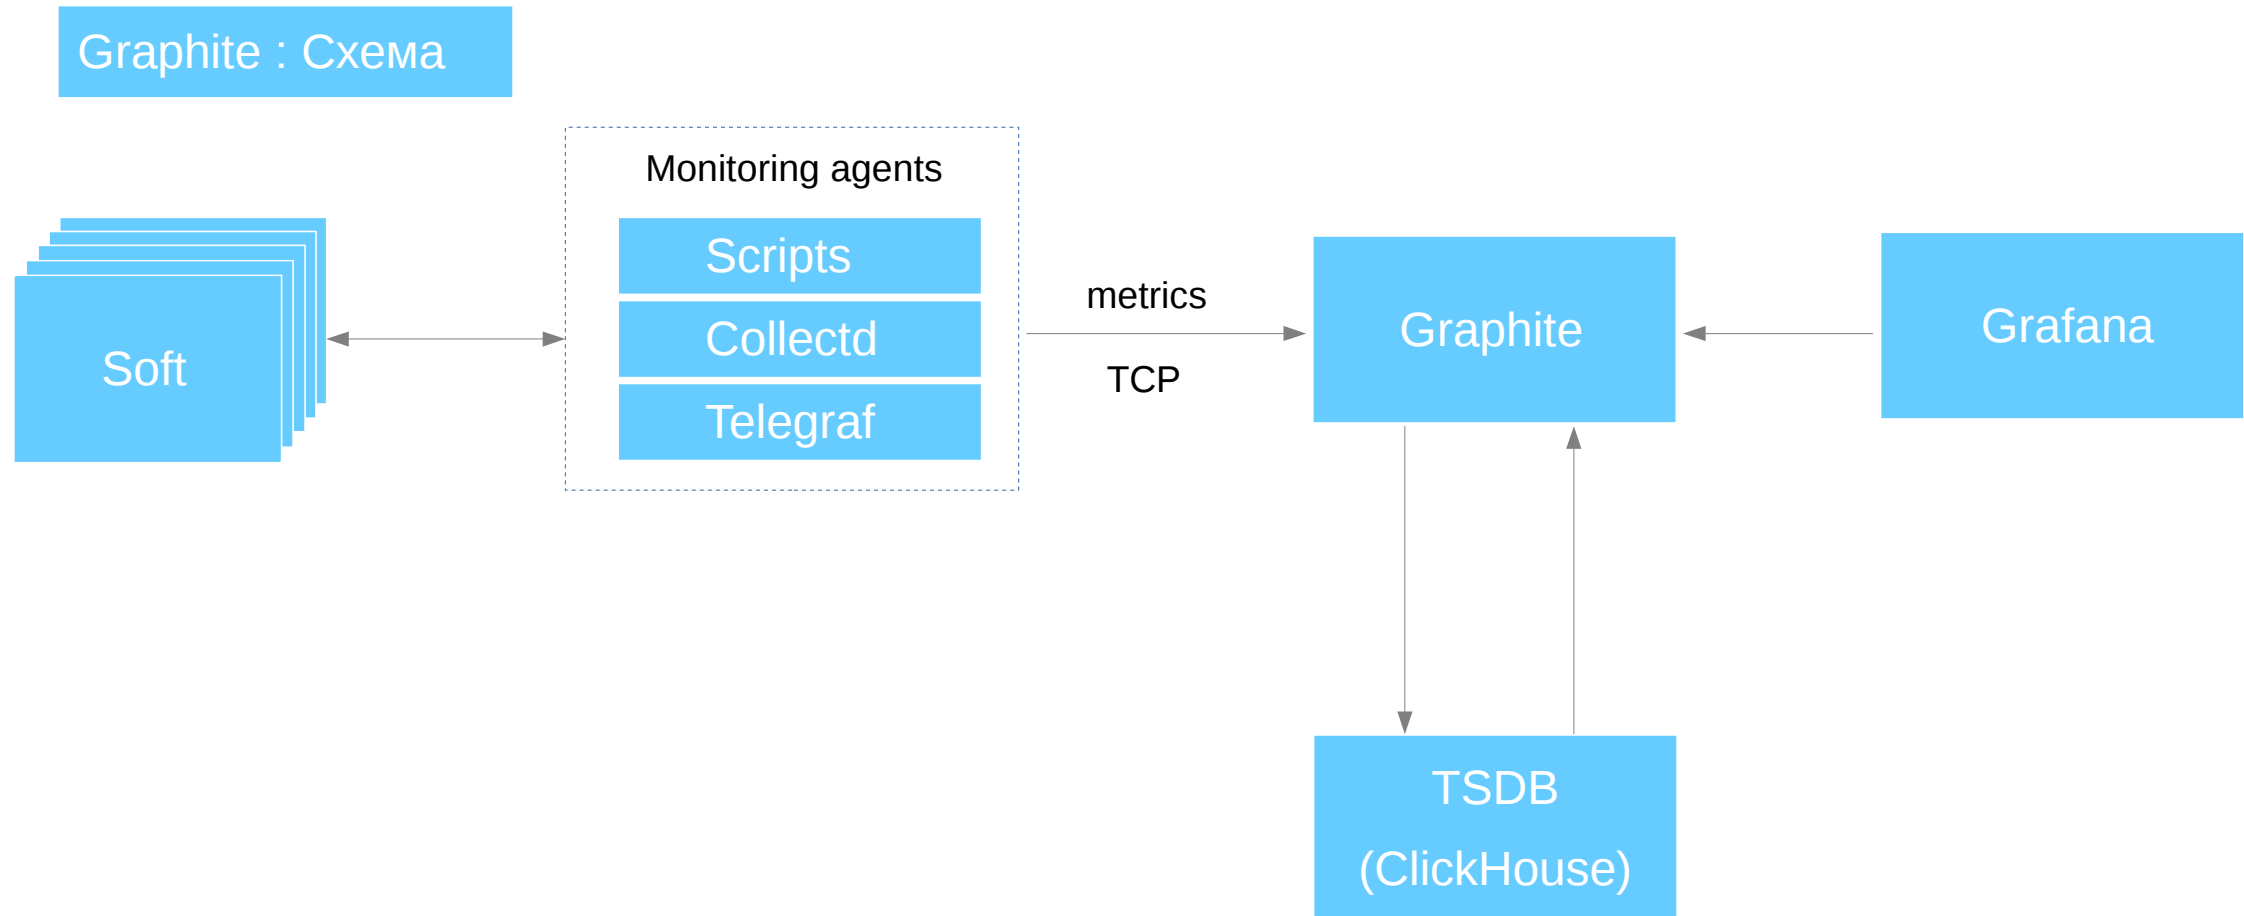 Graphite : Схема
Monitoring agents
Scripts
Collectd
Telegraf
Soft
metrics
TCP
Graphite
Grafana
TSDB
(ClickHouse)